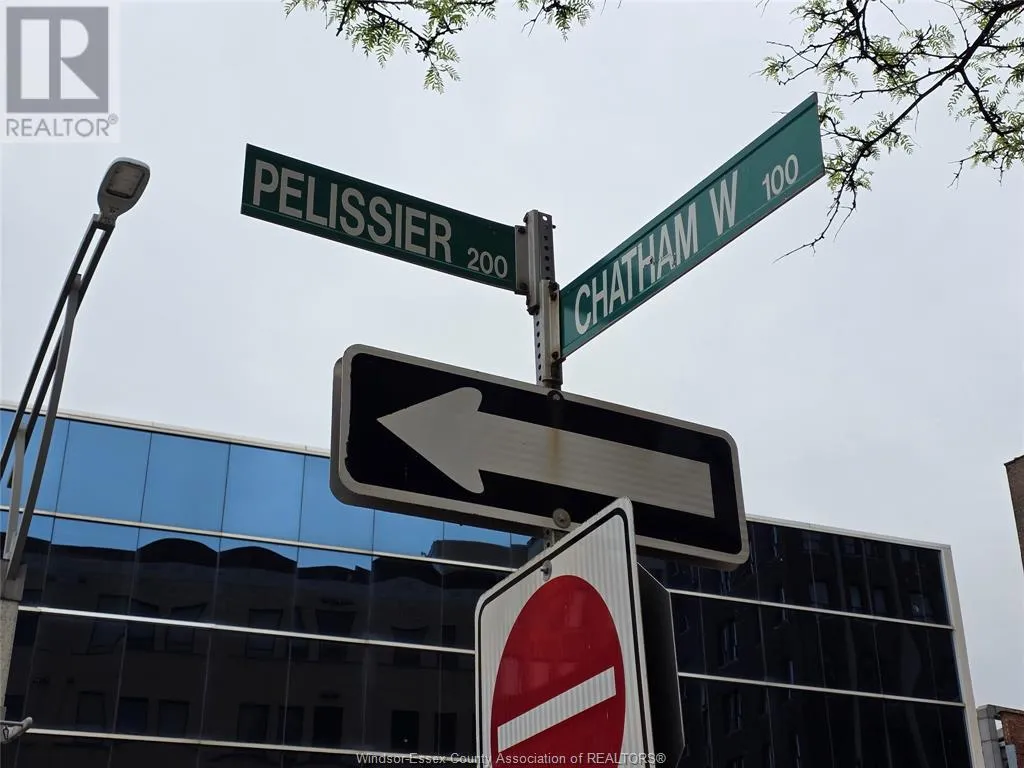 REALTOR®
PELISSIER 200
CHATHAM W 100
Windsor-Essex County Association of REALTORS®